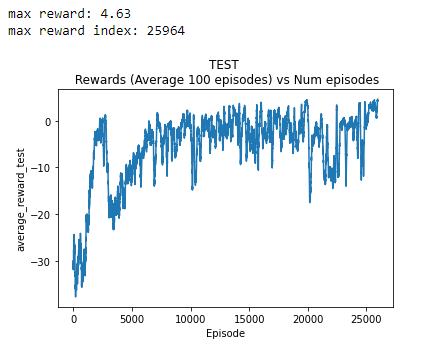 max reward: 4.63
max reward index: 25964
TEST
Rewards (Average 100 episodes) vs Num episodes
average_reward_test
0
−10
−20
−30
0 5000 10000 15000 20000 25000
Episode